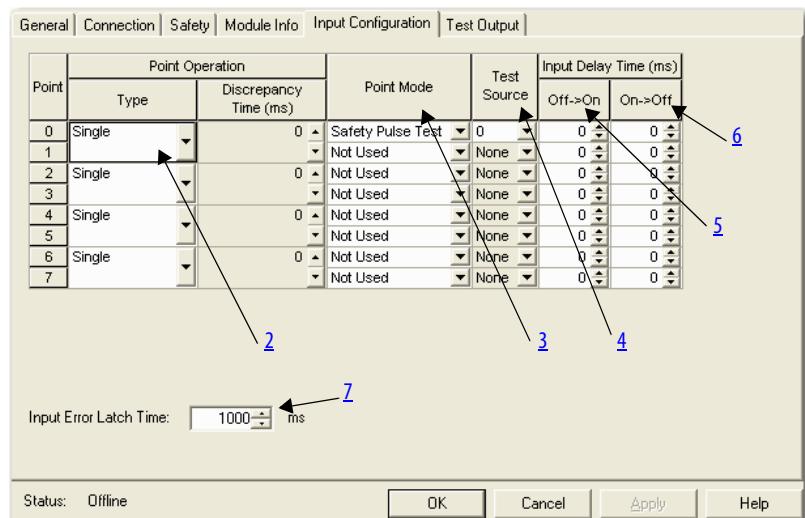 General Connection Safety Module Info Input Configuration Test Output
Point Point Operation Point Mode Test Source Input Delay Time (ms)
Type Discrepancy Time (ms) Off->On On->Off
0 Single 0 Safety Pulse Test 0 0 0
1 Not Used None 0 0
2 Single 0 Not Used None 0 0
3 Not Used None 0 0
4 Single 0 Not Used None 0 0
5 Not Used None 0 0
6 Single 0 Not Used None 0 0
7 Not Used None 0 0
6
5
2 3 4
7
Input Error Latch Time: 1000 ms
Status: Offline OK Cancel Apply Help